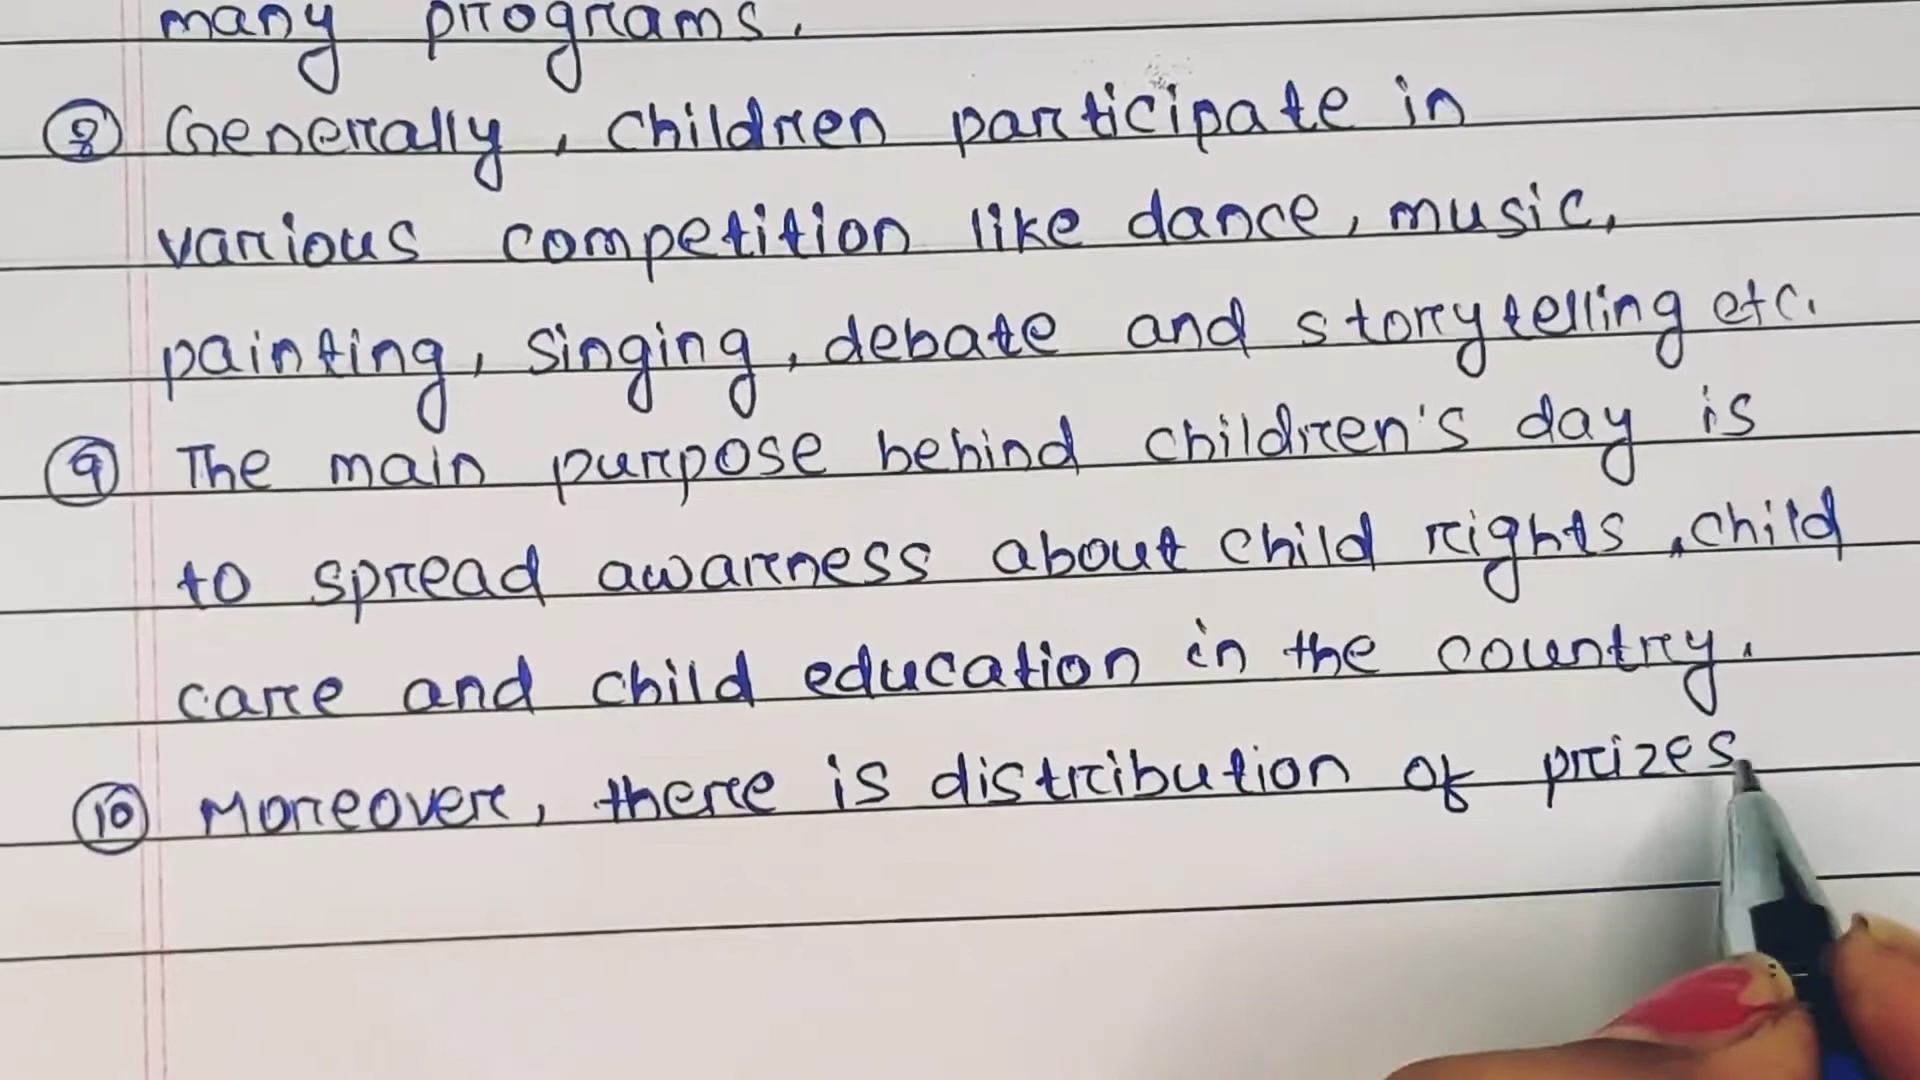 many programs.
8 Generally, children participate in
various competition like dance, music,
painting, singing, debate and storytelling etc.
9 The main purpose behind children's day is
to spread awarness about child rights, child
care and child education in the country.
10 Moreover, there is distribution of prizes